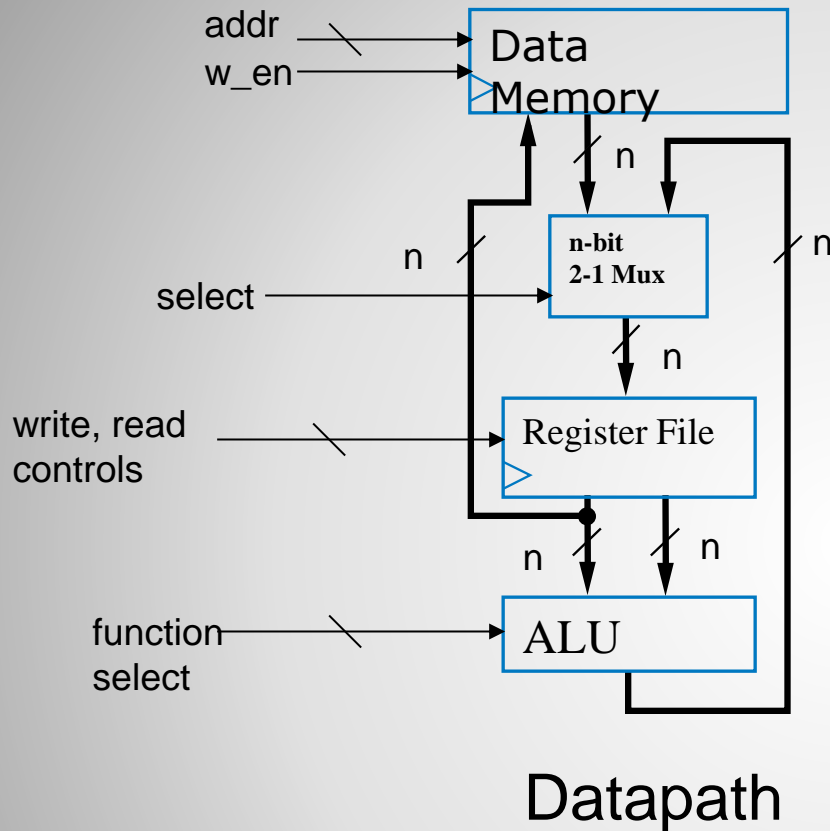 addr
w_en
Data
Memory
n
n-bit
2-1 Mux
n
n
select
n
write, read
controls
Register File
n
n
function
select
ALU
Datapath